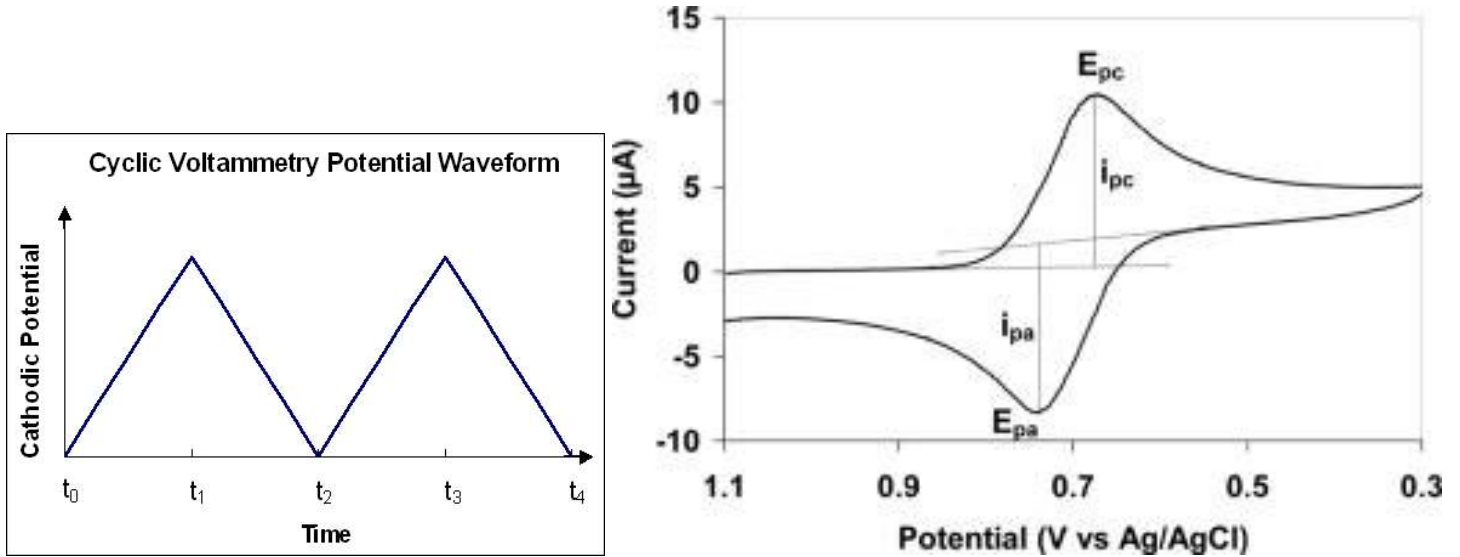 Cyclic Voltammetry Potential Waveform
Cathodic Potential
t0 t1 t2 t3 t4
Time
15
10
5
0
-5
-10
Current (µA)
Epc
ipc
ipa
Epa
1.1 0.9 0.7 0.5 0.3
Potential (V vs Ag/AgCl)